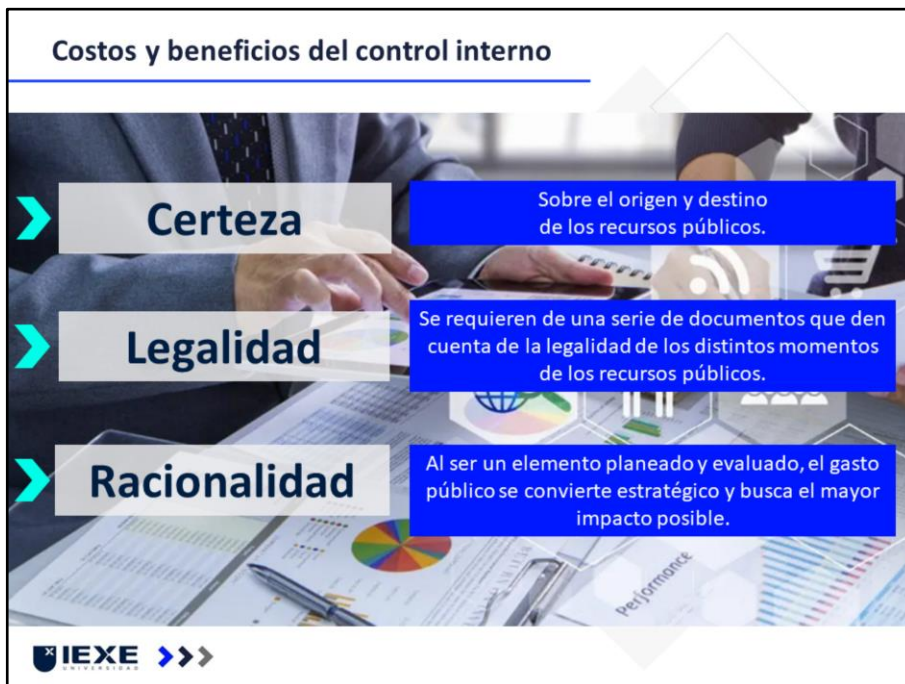 Costos y beneficios del control interno
Certeza
Sobre el origen y destino
de los recursos públicos.
Legalidad
Se requieren de una serie de documentos que den
cuenta de la legalidad de los distintos momentos
de los recursos públicos.
Racionalidad
Al ser un elemento planeado y evaluado, el gasto
público se convierte estratégico y busca el mayor
impacto posible.
Performance
IEXE
UNIVERSIDAD